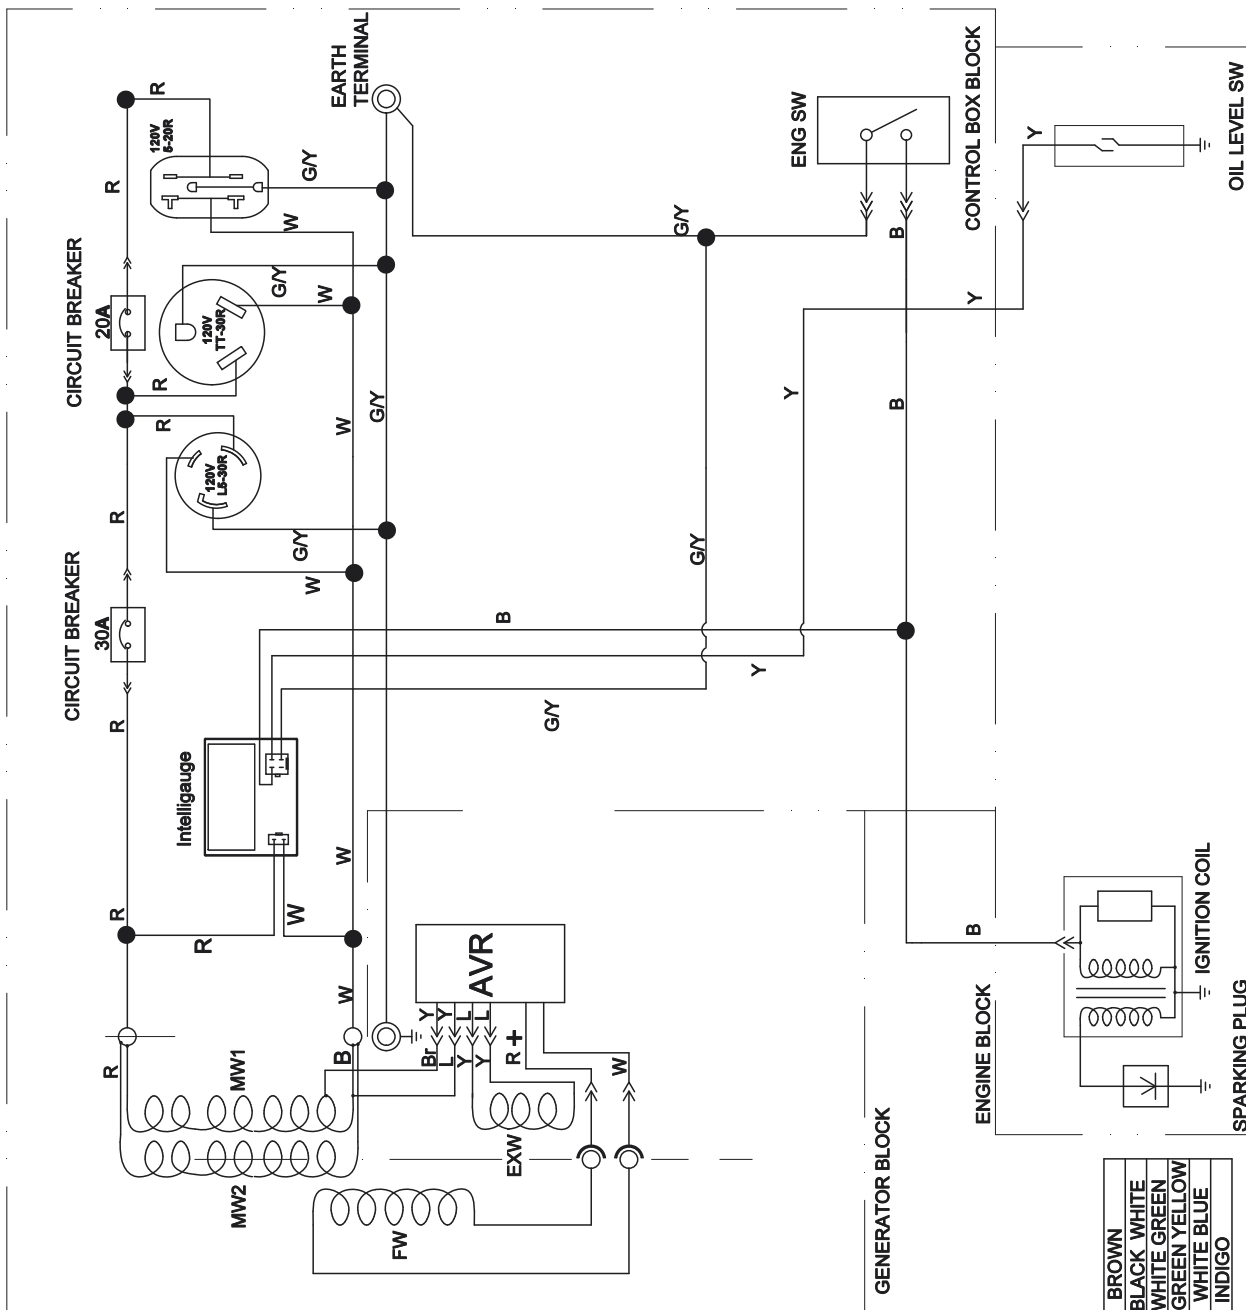 CIRCUIT BREAKER
30A
CIRCUIT BREAKER
20A
R
R
R
R
R
R
R
R
R
120V
5-20R
120V
TT-30R
120V
L5-30R
EARTH
TERMINAL
G/Y
G/Y
G/Y
G/Y
W
W
W
W
W
W
Intelligauge
R
W
B
Y
G/Y
G/Y
G/Y
Y
B
B
ENG SW
CONTROL BOX BLOCK
OIL LEVEL SW
Y
Y
MW1
MW2
B
AVR
Y
Y
L
L
Br
L
Y
Y
R
+
W
EXW
FW
GENERATOR BLOCK
ENGINE BLOCK
B
IGNITION COIL
SPARKING PLUG
BROWN
BLACK WHITE
WHITE GREEN
GREEN YELLOW
WHITE BLUE
INDIGO